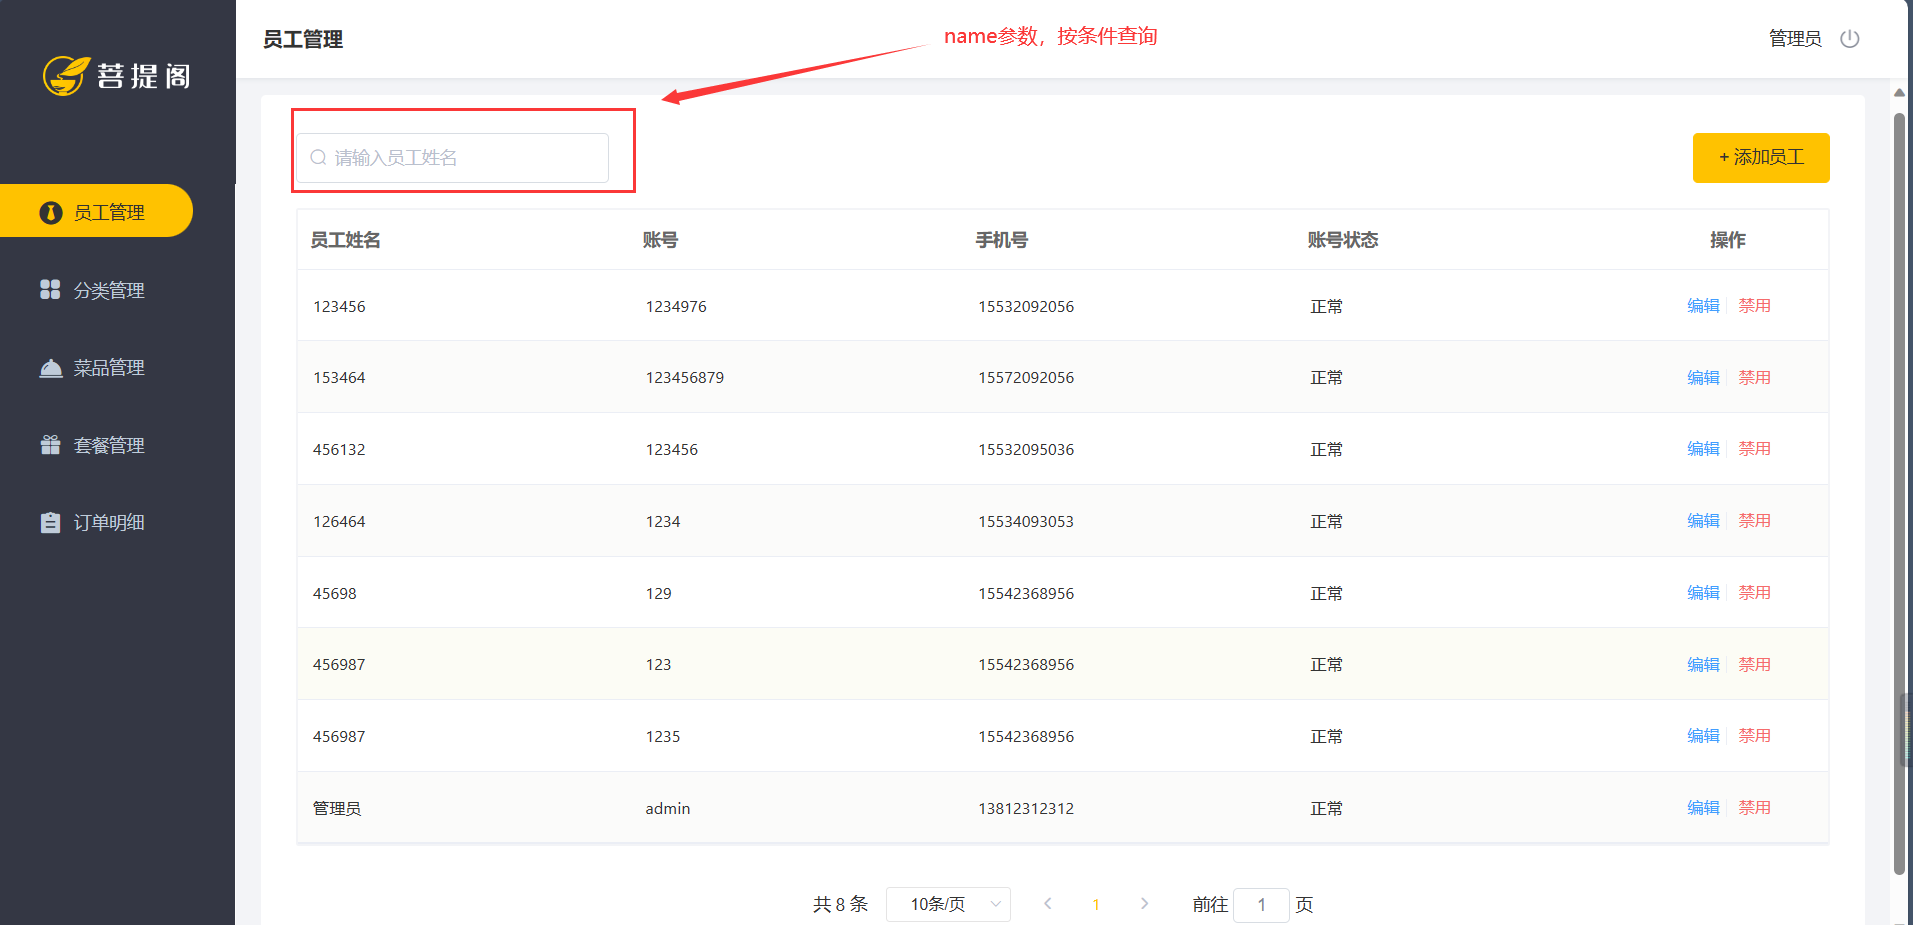 菩提阁
员工管理
分类管理
菜品管理
套餐管理
订单明细
员工管理
name参数，按条件查询
管理员
请输入员工姓名
+ 添加员工
员工姓名 账号 手机号 账号状态 操作
123456 1234976 15532092056 正常 编辑 禁用
153464 123456879 15572092056 正常 编辑 禁用
456132 123456 15532095036 正常 编辑 禁用
126464 1234 15534093053 正常 编辑 禁用
45698 129 15542368956 正常 编辑 禁用
456987 123 15542368956 正常 编辑 禁用
456987 1235 15542368956 正常 编辑 禁用
管理员 admin 13812312312 正常 编辑 禁用
共 8 条 10条/页 1 前往 1 页